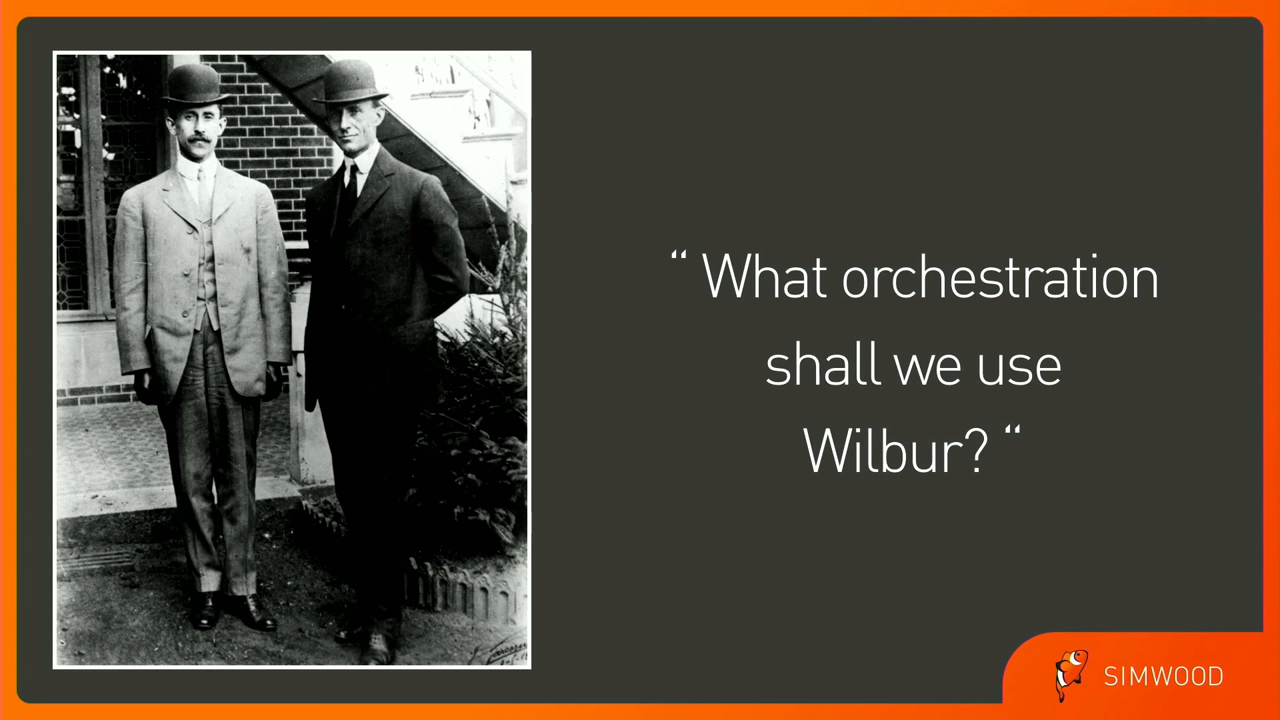 “ What orchestration
shall we use
Wilbur? “
SIMWOOD